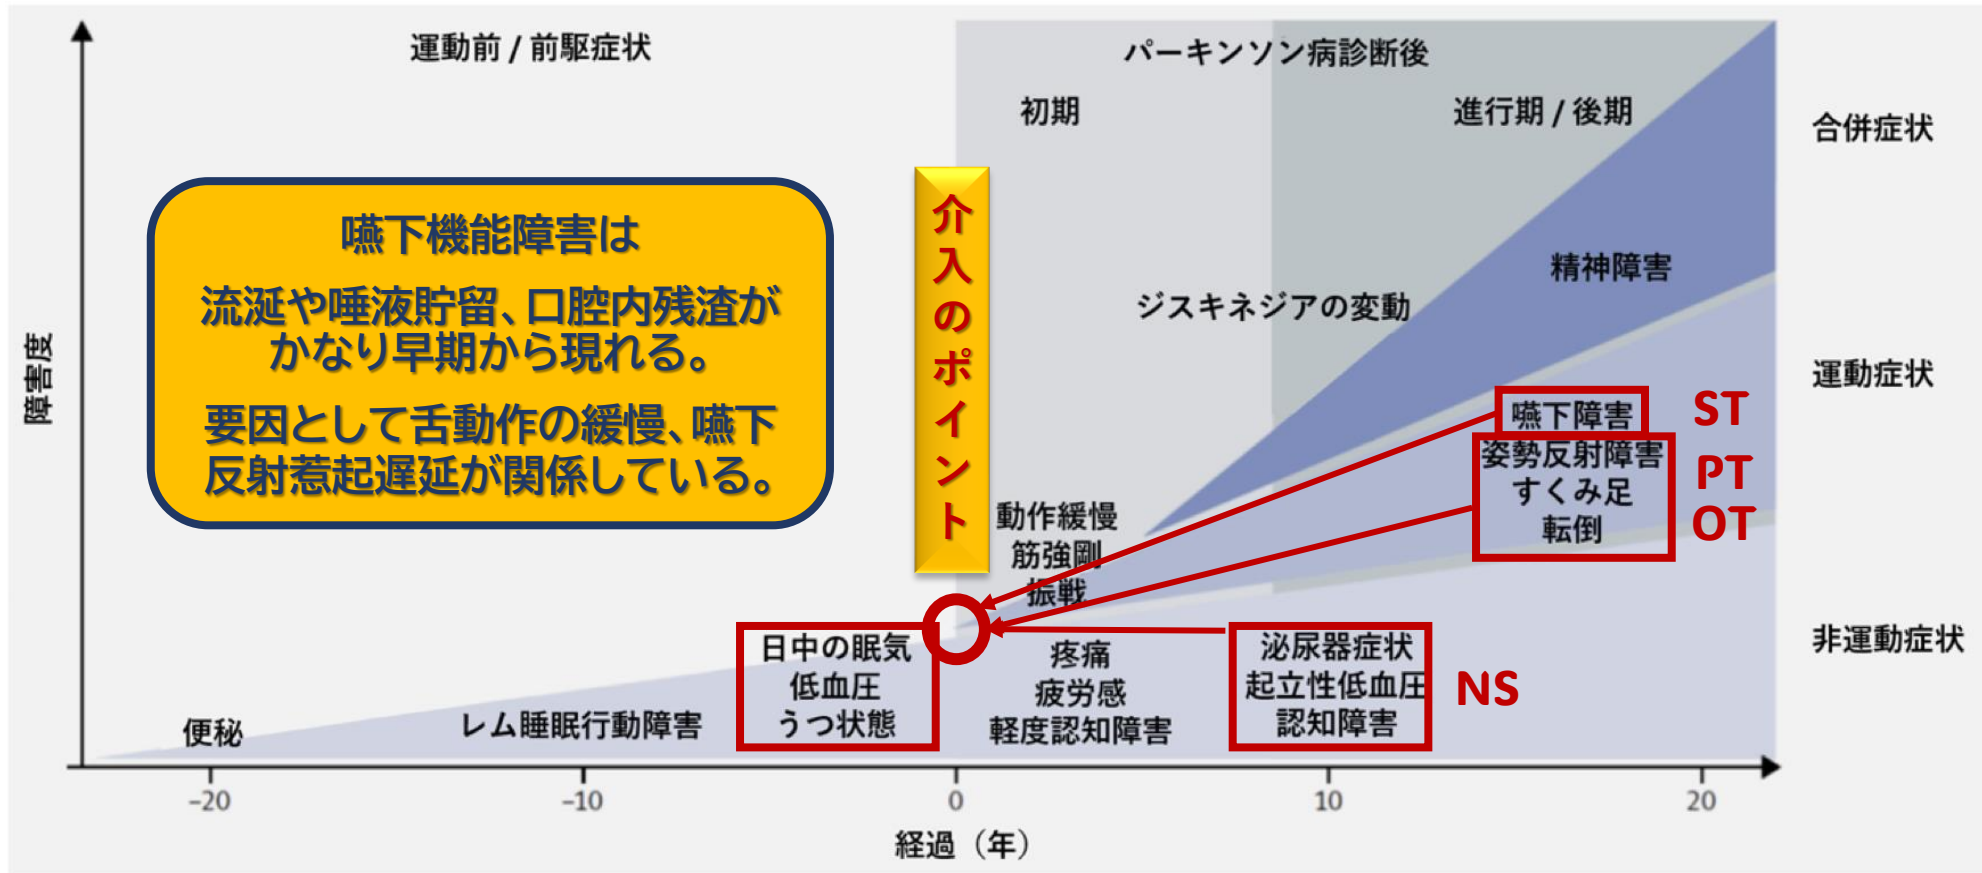 運動前 / 前駆症状
パーキンソン病診断後
初期
進行期 / 後期
合併症状
嚥下機能障害は
流涎や唾液貯留、口腔内残渣が
かなり早期から現れる。
要因として舌動作の緩慢、嚥下
反射惹起遅延が関係している。
介入のポイント
精神障害
ジスキネジアの変動
障害度
運動症状
嚥下障害
ST
姿勢反射障害
すくみ足
転倒
PT
OT
動作緩慢
筋強剛
振戦
非運動症状
日中の眠気
低血圧
うつ状態
疼痛
疲労感
軽度認知障害
泌尿器症状
起立性低血圧
認知障害
NS
便秘
レム睡眠行動障害
-20
-10
0
10
20
経過（年）